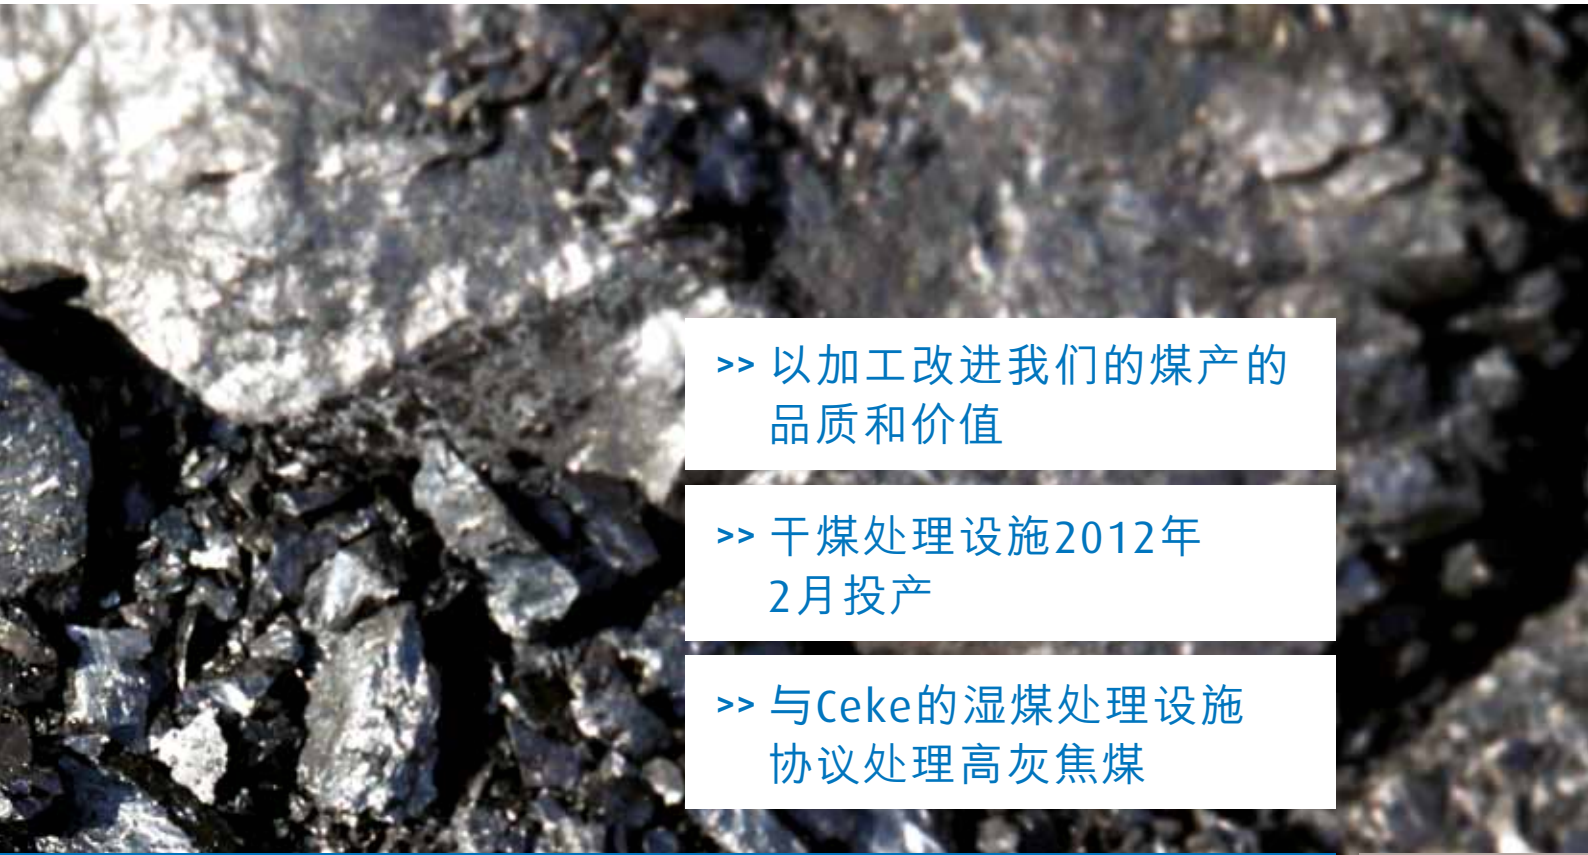 >> 以加工改进我们的煤产的
品质和价值
>> 干煤处理设施2012年
2月投产
>> 与Ceke的湿煤处理设施
协议处理高灰焦煤